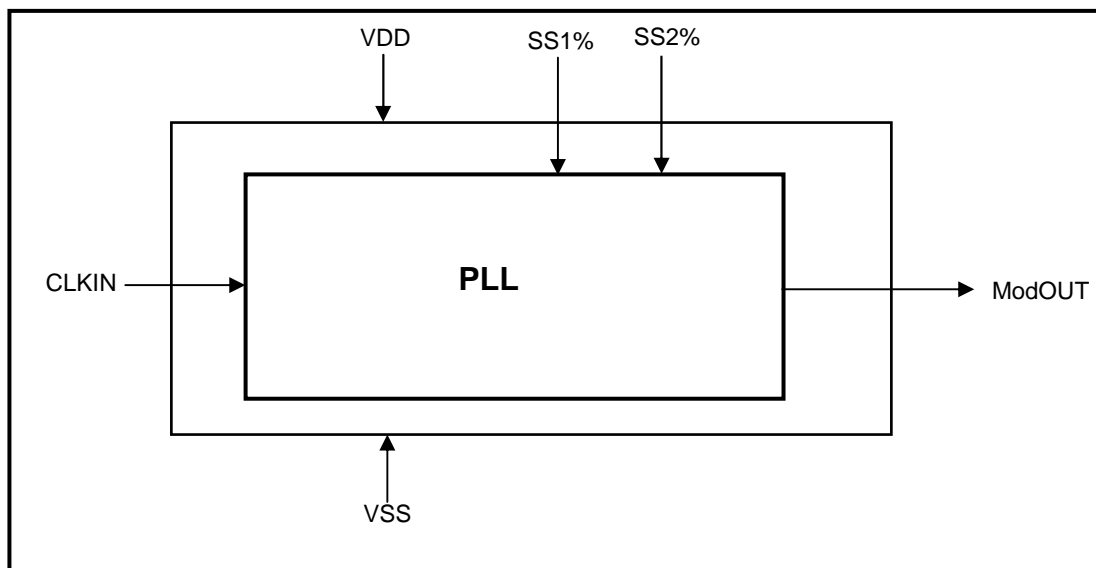 VDD
SS1%
SS2%
CLKIN
PLL
ModOUT
VSS